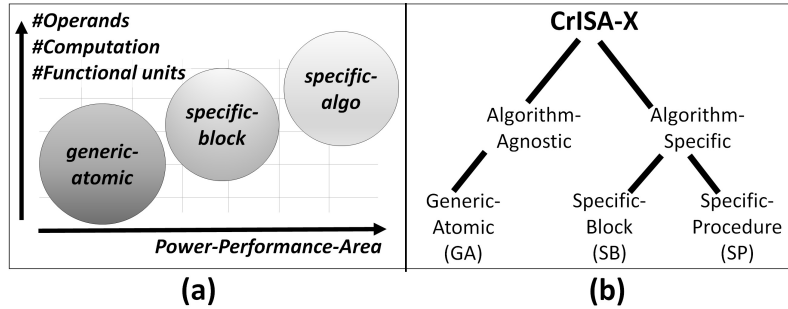 #Operands
#Computation
#Functional units
specific-
algo
specific-
block
generic-
atomic
Power-Performance-Area
(a)
CrISA-X
Algorithm-
Agnostic
Algorithm-
Specific
Generic-
Atomic
(GA)
Specific-
Block
(SB)
Specific-
Procedure
(SP)
(b)